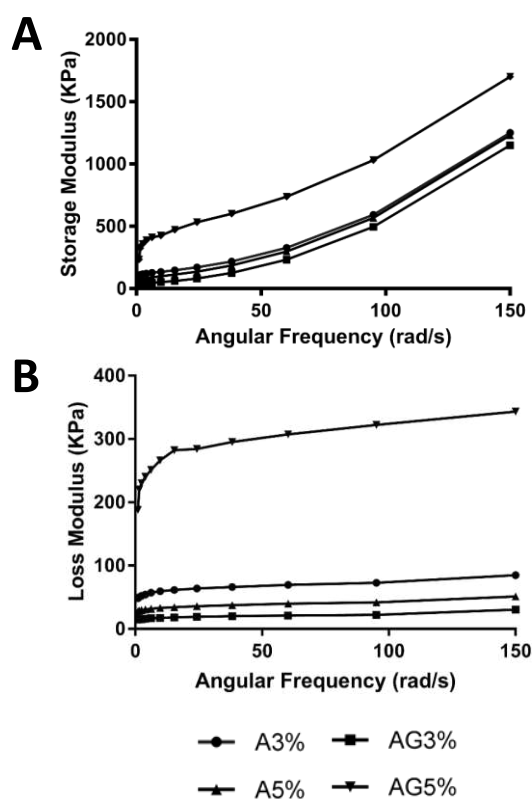 A
Storage Modulus (KPa)
2000
1500
1000
500
0
0 50 100 150
Angular Frequency (rad/s)
B
Loss Modulus (KPa)
400
300
200
100
0
0 50 100 150
Angular Frequency (rad/s)
A3% AG3%
A5% AG5%